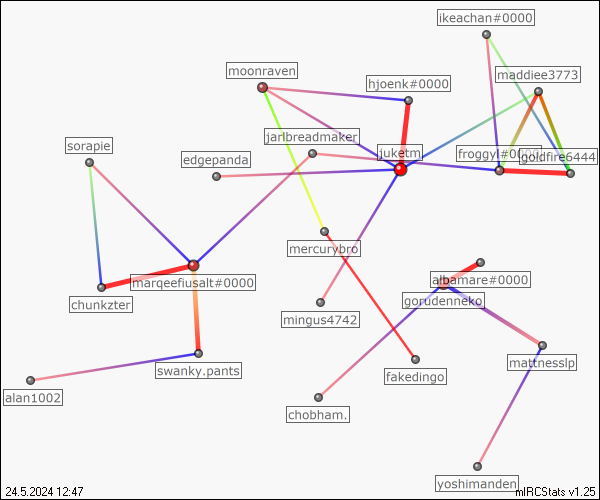 ikeachan#0000
moonraven
maddiee3773
hjoenk#0000
jarlbreadmaker
sorapie
edgepanda
juketm
froggyl#0000
goldfire6444
mercurybro
marqeefiusalt#0000
albamare#0000
chunkzter
gorudenneko
mingus4742
mattnesslp
swanky.pants
fakedingo
alan1002
chobham.
yoshimanden
24.5.2024 12:47
mIRCStats v1.25